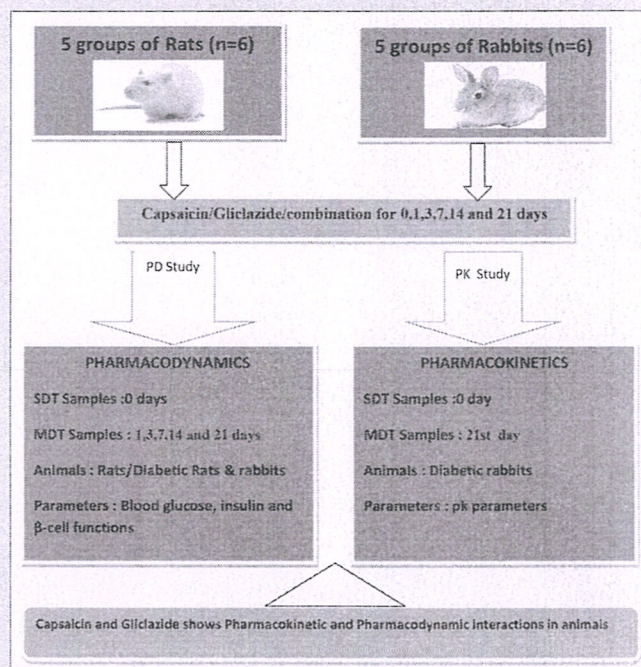 5 groups of Rats (n=6)
5 groups of Rabbits (n=6)
Capsaicin/Gliclazide/combination for 0,1,3,7,14 and 21 days
PD Study
PK Study
PHARMACODYNAMICS
SDT Samples :0 days
MDT Samples : 1,3,7,14 and 21 days
Animals : Rats/Diabetic Rats & rabbits
Parameters : Blood glucose, insulin and
β-cell functions
PHARMACOKINETICS
SDT Samples :0 day
MDT Samples : 21st day
Animals : Diabetic rabbits
Parameters : pk parameters
Capsaicin and Gliclazide shows Pharmacokinetic and Pharmacodynamic interactions in animals